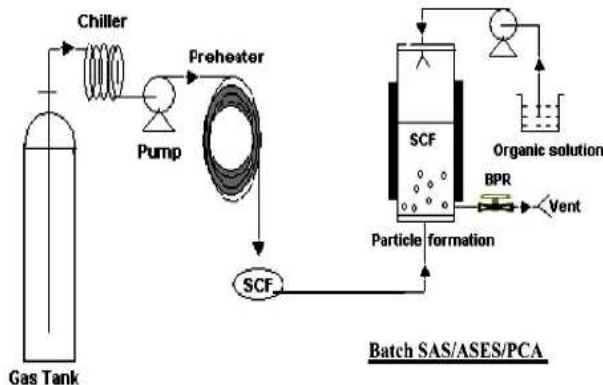 Chiller
Preheater
Pump
SCF
Gas Tank
SCF
Organic solution
BPR
Vent
Particle formation
Batch SAS/ASES/PCA